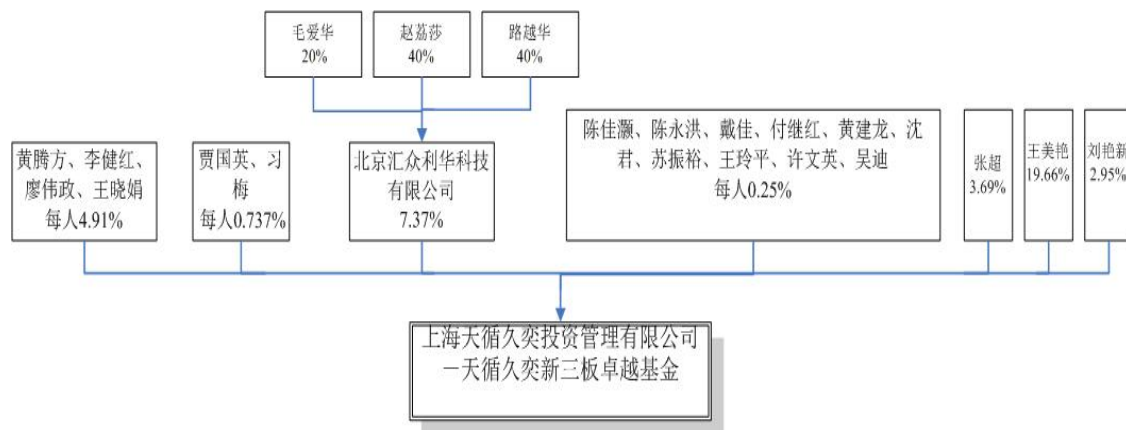 毛爱华
20%
赵荔莎
40%
路越华
40%
黄腾方、李健红、
廖伟政、王晓娟
每人4.91%
贾国英、习
梅
每人0.737%
北京汇众利华科技
有限公司
7.37%
陈佳灏、陈永洪、戴佳、付继红、黄建龙、沈
君、苏振裕、王玲平、许文英、吴迪
每人0.25%
张超
3.69%
王美艳
19.66%
刘艳新
2.95%
上海天循久奕投资管理有限公司
－天循久奕新三板卓越基金